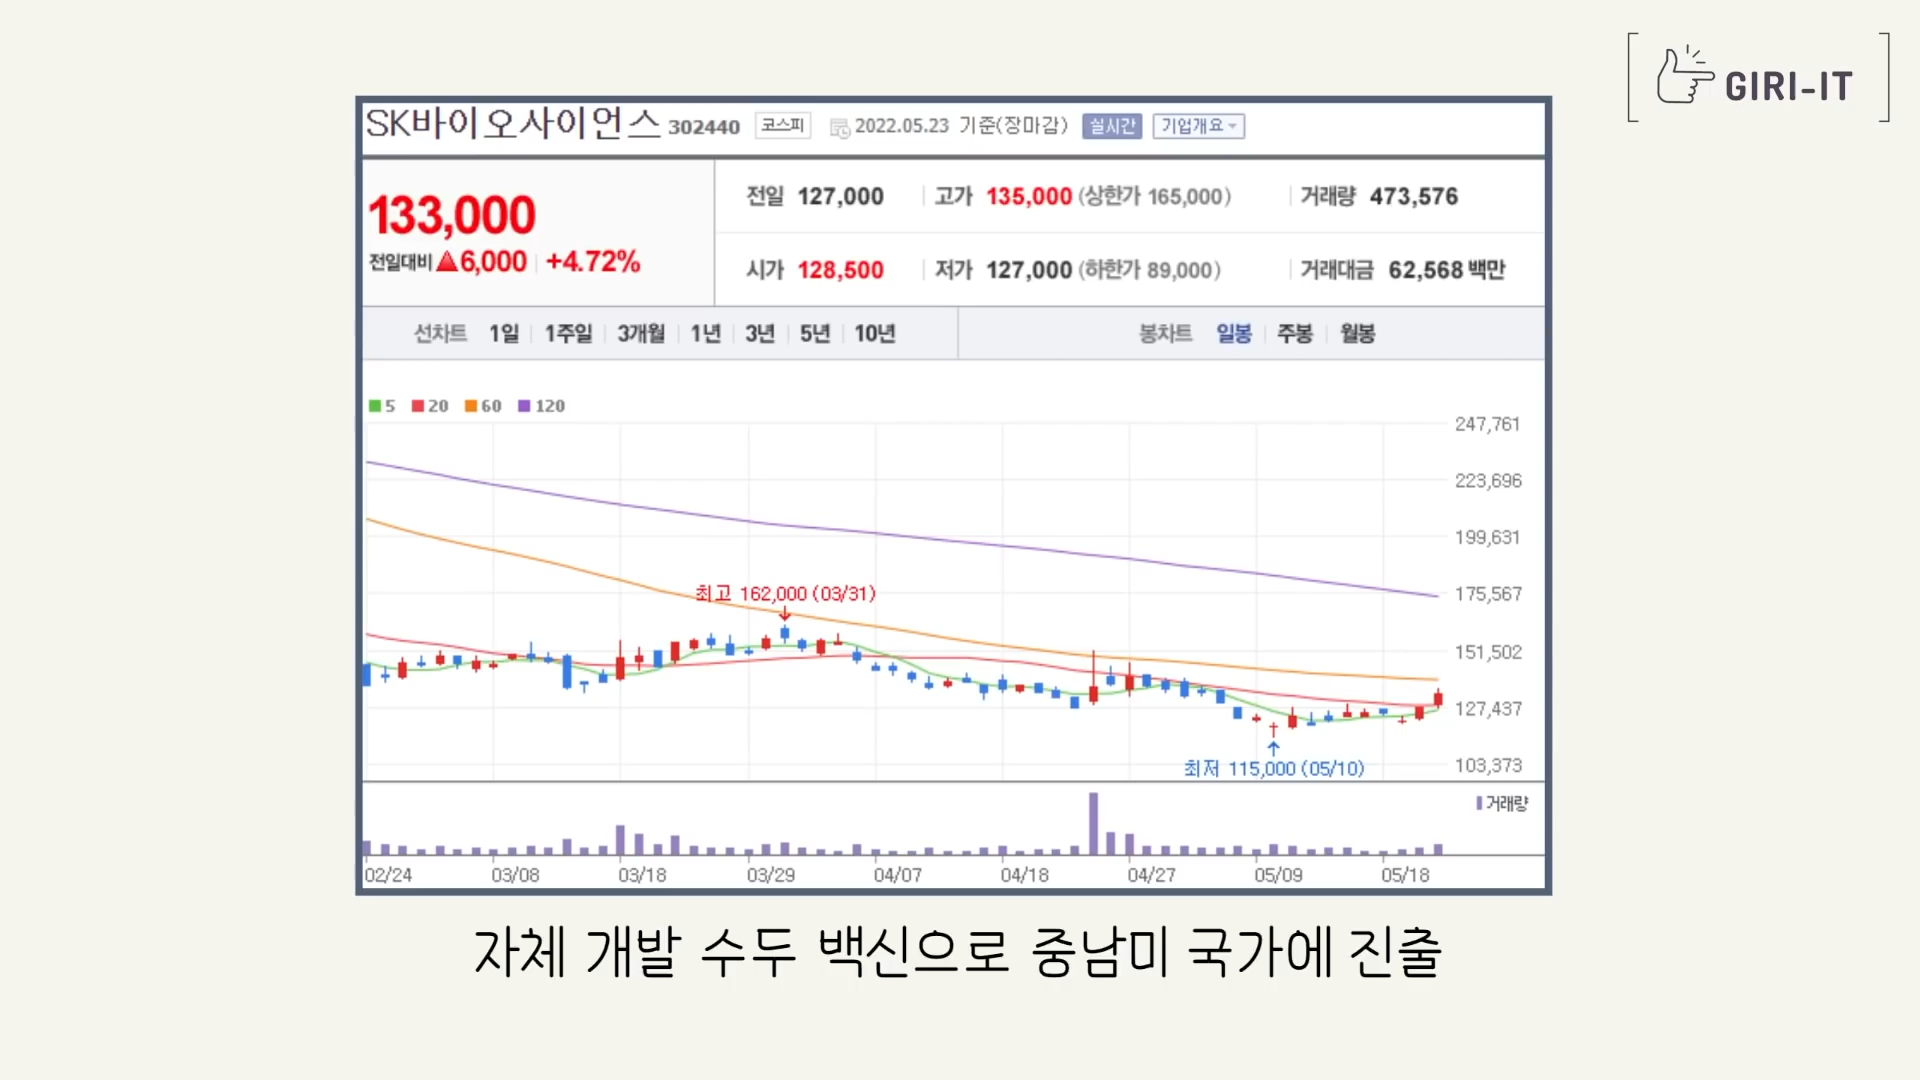 GIRI-IT
SK바이오사이언스 302440 코스피 2022.05.23 기준(장마감) 실시간 기업개요
133,000
전일대비 ▲6,000 +4.72%
전일 127,000 고가 135,000 (상한가 165,000) 거래량 473,576
시가 128,500 저가 127,000 (하한가 89,000) 거래대금 62,568 백만
선차트 1일 1주일 3개월 1년 3년 5년 10년 봉차트 일봉 주봉 월봉
5 20 60 120
247,761
223,696
199,631
175,567
151,502
127,437
103,373
최고 162,000 (03/31)
최저 115,000 (05/10)
거래량
02/24 03/08 03/18 03/29 04/07 04/18 04/27 05/09 05/18
자체 개발 수두 백신으로 중남미 국가에 진출